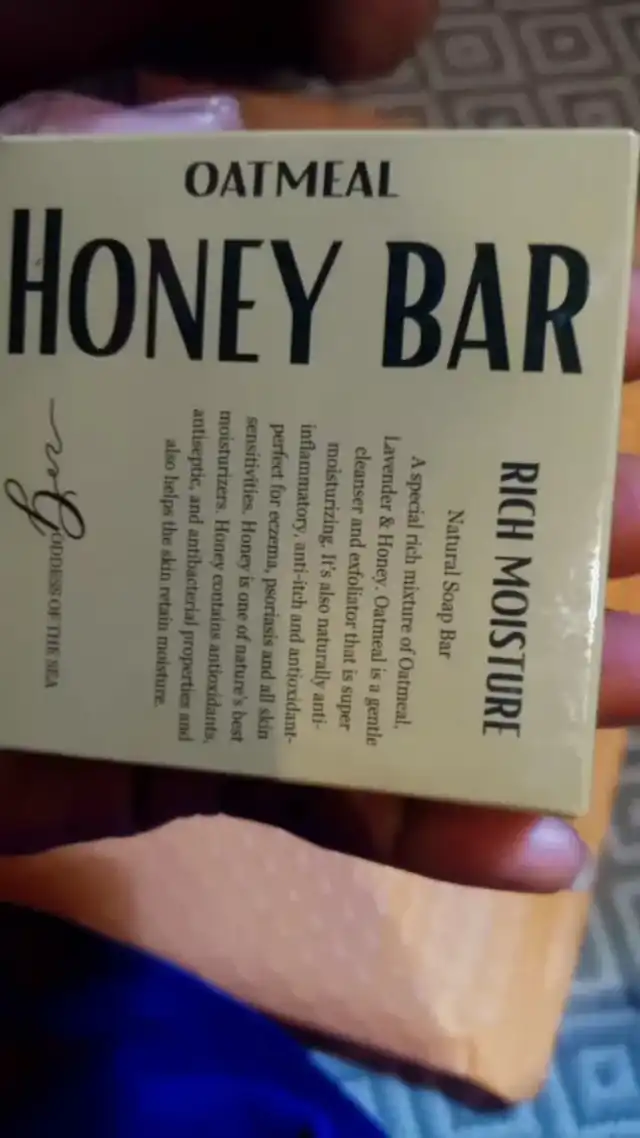 OATMEAL
HONEY BAR
RICH MOISTURE
Natural Soap Bar
A special rich mixture of Oatmeal,
Lavender & Honey. Oatmeal is a gentle
cleanser and exfoliator that is super
moisturizing. It's also naturally anti-
inflammatory, anti-itch and antioxidant-
perfect for eczema, psoriasis and all skin
sensitivities. Honey is one of nature's best
moisturizers. Honey contains antioxidants,
antiseptic, and antibacterial properties and
also helps the skin retain moisture.
GODDESS OF THE SEA